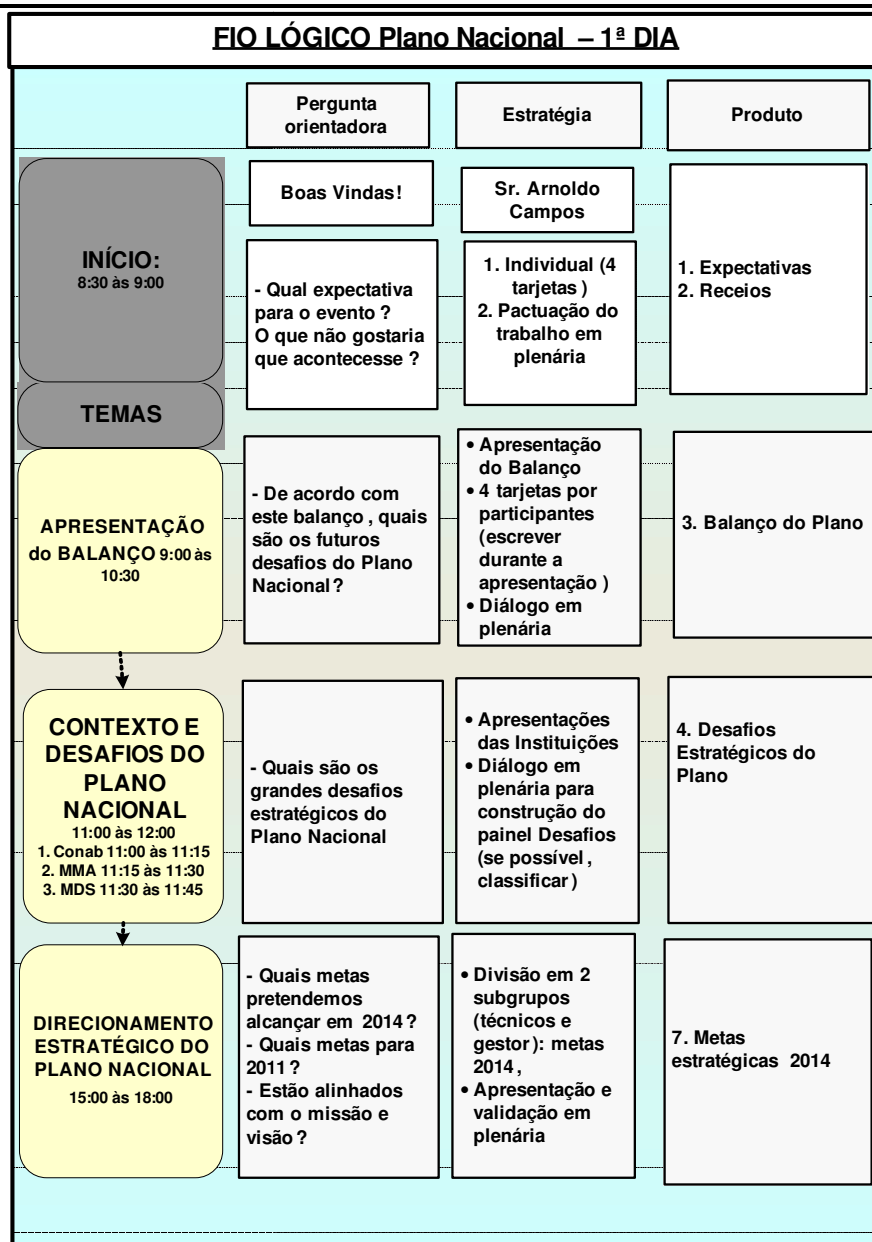 FIO LÓGICO Plano Nacional – 1ª DIA
Pergunta
orientadora
Estratégia
Produto
INÍCIO:
8:30 às 9:00
Boas Vindas!
Sr. Arnoldo
Campos
- Qual expectativa
para o evento ?
O que não gostaria
que acontecesse ?
1. Individual (4
tarjetas )
2. Pactuação do
trabalho em
plenária
1. Expectativas
2. Receios
TEMAS
APRESENTAÇÃO
do BALANÇO 9:00 às
10:30
- De acordo com
este balanço , quais
são os futuros
desafios do Plano
Nacional?
• Apresentação
do Balanço
• 4 tarjetas por
participantes
(escrever
durante a
apresentação )
• Diálogo em
plenária
3. Balanço do Plano
CONTEXTO E
DESAFIOS DO
PLANO
NACIONAL
11:00 às 12:00
1. Conab 11:00 às 11:15
2. MMA 11:15 às 11:30
3. MDS 11:30 às 11:45
- Quais são os
grandes desafios
estratégicos do
Plano Nacional
• Apresentações
das Instituições
• Diálogo em
plenária para
construção do
painel Desafios
(se possível ,
classificar )
4. Desafios
Estratégicos do
Plano
DIRECIONAMENTO
ESTRATÉGICO DO
PLANO NACIONAL
15:00 às 18:00
- Quais metas
pretendemos
alcançar em 2014?
- Quais metas para
2011?
- Estão alinhados
com o missão e
visão ?
• Divisão em 2
subgrupos
(técnicos e
gestor ): metas
2014 ,
• Apresentação e
validação em
plenária
7. Metas
estratégicas 2014